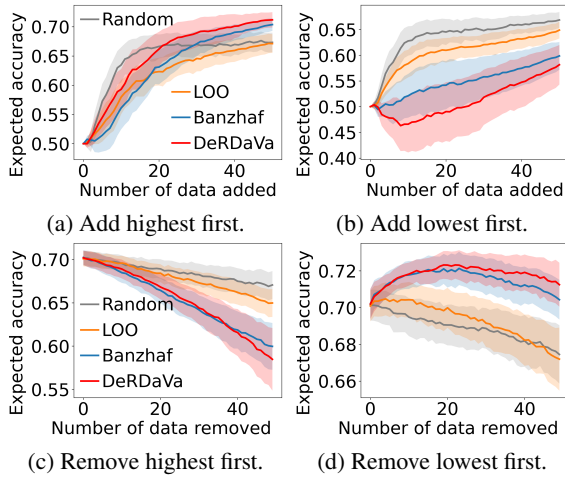 Random
LOO
Banzhaf
DeRDaVa
Expected accuracy
0.70
0.65
0.60
0.55
0.50
0
20
40
Number of data added
(a) Add highest first.
Expected accuracy
0.65
0.60
0.55
0.50
0.45
0.40
0
20
40
Number of data added
(b) Add lowest first.
Expected accuracy
0.70
0.65
0.60
0.55
Random
LOO
Banzhaf
DeRDaVa
0
20
40
Number of data removed
(c) Remove highest first.
Expected accuracy
0.72
0.70
0.68
0.66
0
20
40
Number of data removed
(d) Remove lowest first.